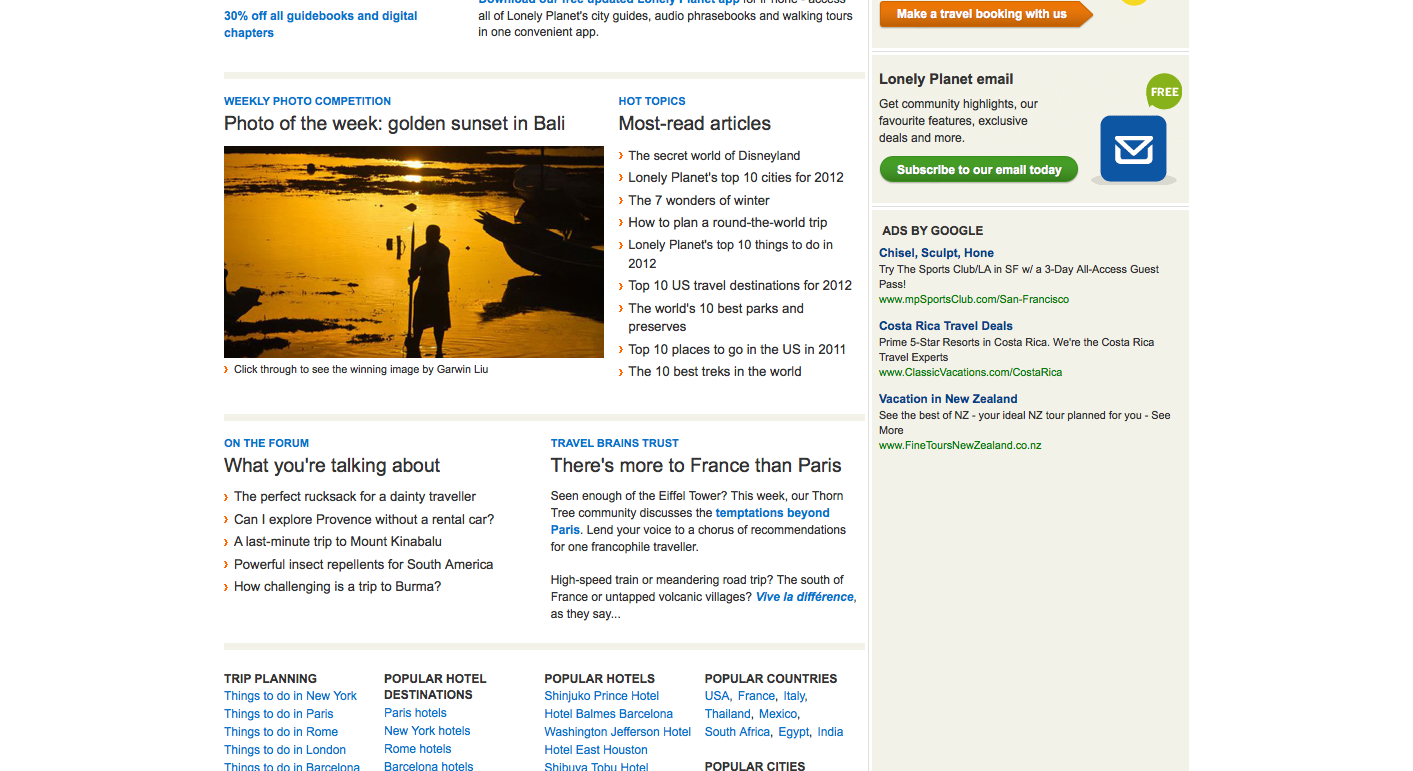 30% off all guidebooks and digital
chapters
Download our free updated Lonely Planet app for iPhone - access
all of Lonely Planet's city guides, audio phrasebooks and walking tours
in one convenient app.
Make a travel booking with us
Lonely Planet email
FREE
Get community highlights, our
favourite features, exclusive
deals and more.
Subscribe to our email today
WEEKLY PHOTO COMPETITION
Photo of the week: golden sunset in Bali
Click through to see the winning image by Garwin Liu
HOT TOPICS
Most-read articles
The secret world of Disneyland
Lonely Planet's top 10 cities for 2012
The 7 wonders of winter
How to plan a round-the-world trip
Lonely Planet's top 10 things to do in
2012
Top 10 US travel destinations for 2012
The world's 10 best parks and
preserves
Top 10 places to go in the US in 2011
The 10 best treks in the world
ADS BY GOOGLE
Chisel, Sculpt, Hone
Try The Sports Club/LA in SF w/ a 3-Day All-Access Guest
Pass!
www.mpSportsClub.com/San-Francisco
Costa Rica Travel Deals
Prime 5-Star Resorts in Costa Rica. We're the Costa Rica
Travel Experts
www.ClassicVacations.com/CostaRica
Vacation in New Zealand
See the best of NZ - your ideal NZ tour planned for you - See
More
www.FineToursNewZealand.co.nz
ON THE FORUM
What you're talking about
The perfect rucksack for a dainty traveller
Can I explore Provence without a rental car?
A last-minute trip to Mount Kinabalu
Powerful insect repellents for South America
How challenging is a trip to Burma?
TRAVEL BRAINS TRUST
There's more to France than Paris
Seen enough of the Eiffel Tower? This week, our Thorn
Tree community discusses the temptations beyond
Paris. Lend your voice to a chorus of recommendations
for one francophile traveller.
High-speed train or meandering road trip? The south of
France or untapped volcanic villages? Vive la différence,
as they say...
TRIP PLANNING
Things to do in New York
Things to do in Paris
Things to do in Rome
Things to do in London
Things to do in Barcelona
POPULAR HOTEL
DESTINATIONS
Paris hotels
New York hotels
Rome hotels
Barcelona hotels
POPULAR HOTELS
Shinjuko Prince Hotel
Hotel Balmes Barcelona
Washington Jefferson Hotel
Hotel East Houston
Shibuya Tobu Hotel
POPULAR COUNTRIES
USA, France, Italy,
Thailand, Mexico,
South Africa, Egypt, India
POPULAR CITIES